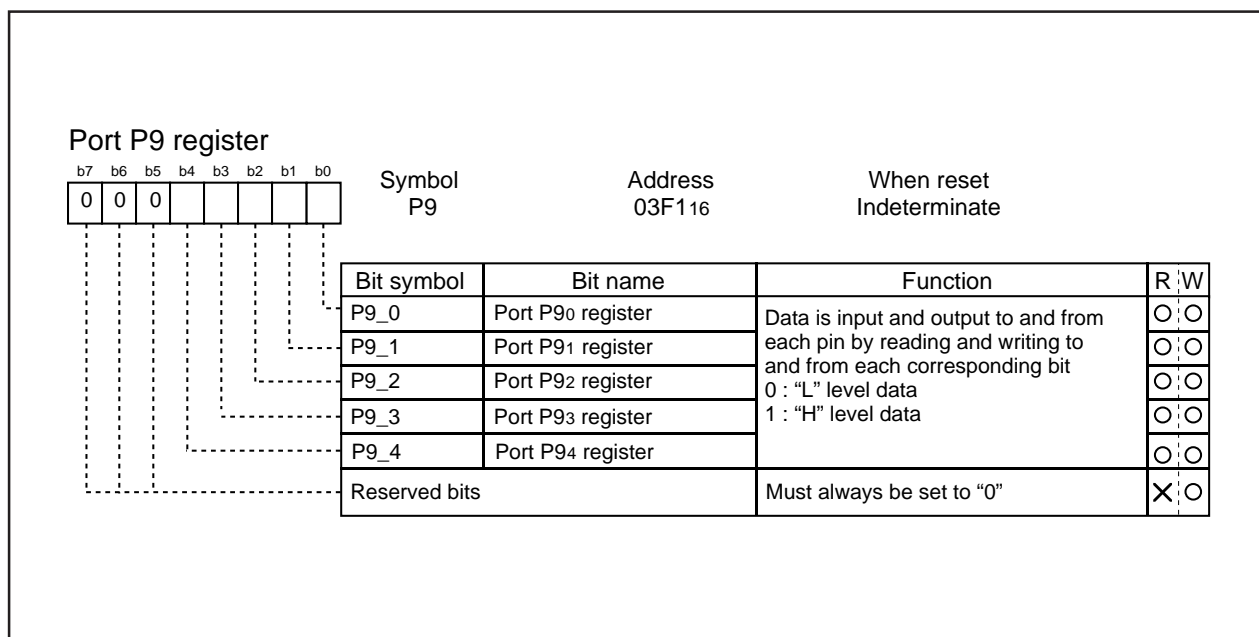 Port P9 register
b7 b6 b5 b4 b3 b2 b1 b0
0 0 0
Symbol Address When reset
P9 03F116 Indeterminate
Bit symbol Bit name Function R W
P9_0 Port P90 register
P9_1 Port P91 register
P9_2 Port P92 register
P9_3 Port P93 register
P9_4 Port P94 register
Data is input and output to and from
each pin by reading and writing to
and from each corresponding bit
0 : “L” level data
1 : “H” level data
Reserved bits Must always be set to “0”